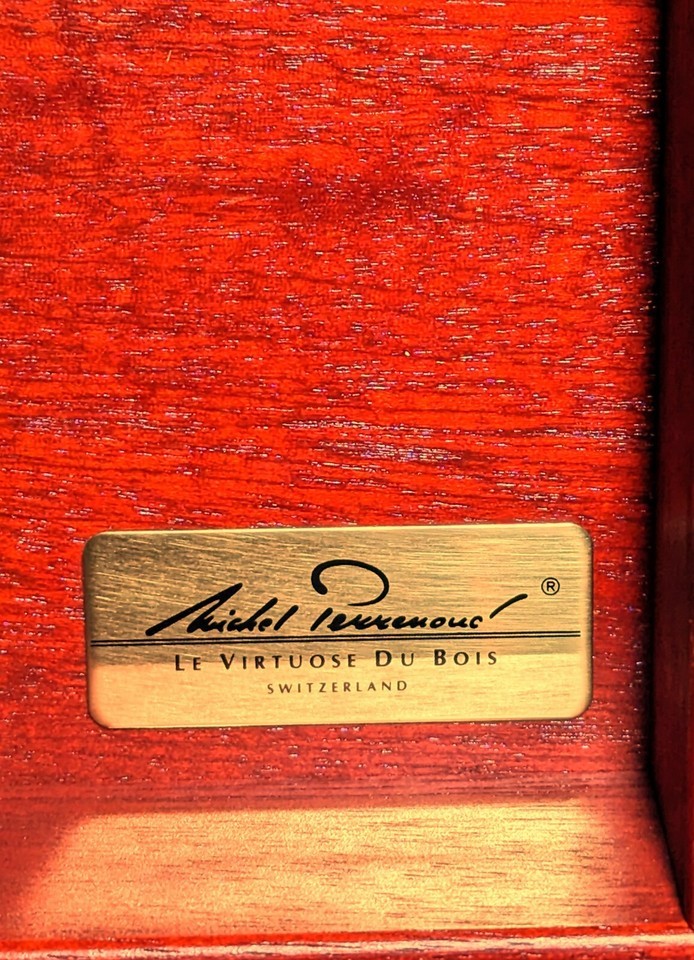 Michel Perrenoud ®
LE VIRTUOSE DU BOIS
SWITZERLAND